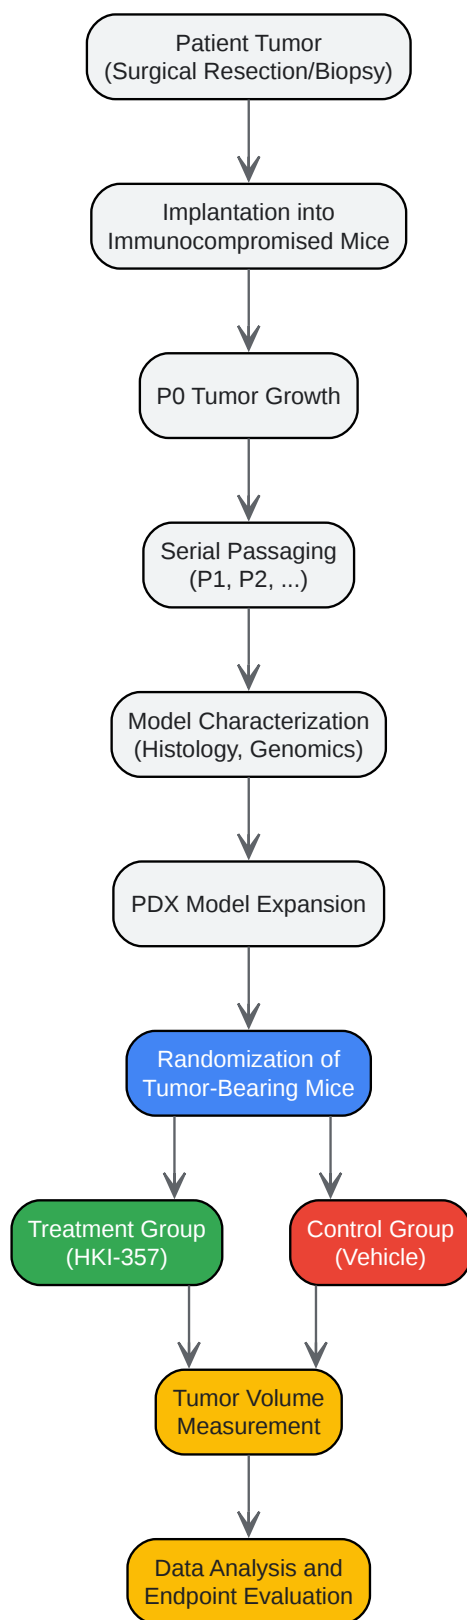 Patient Tumor
(Surgical Resection/Biopsy)
Implantation into
Immunocompromised Mice
P0 Tumor Growth
Serial Passaging
(P1, P2, ...)
Model Characterization
(Histology, Genomics)
PDX Model Expansion
Randomization of
Tumor-Bearing Mice
Treatment Group
(HKI-357)
Control Group
(Vehicle)
Tumor Volume
Measurement
Data Analysis and
Endpoint Evaluation